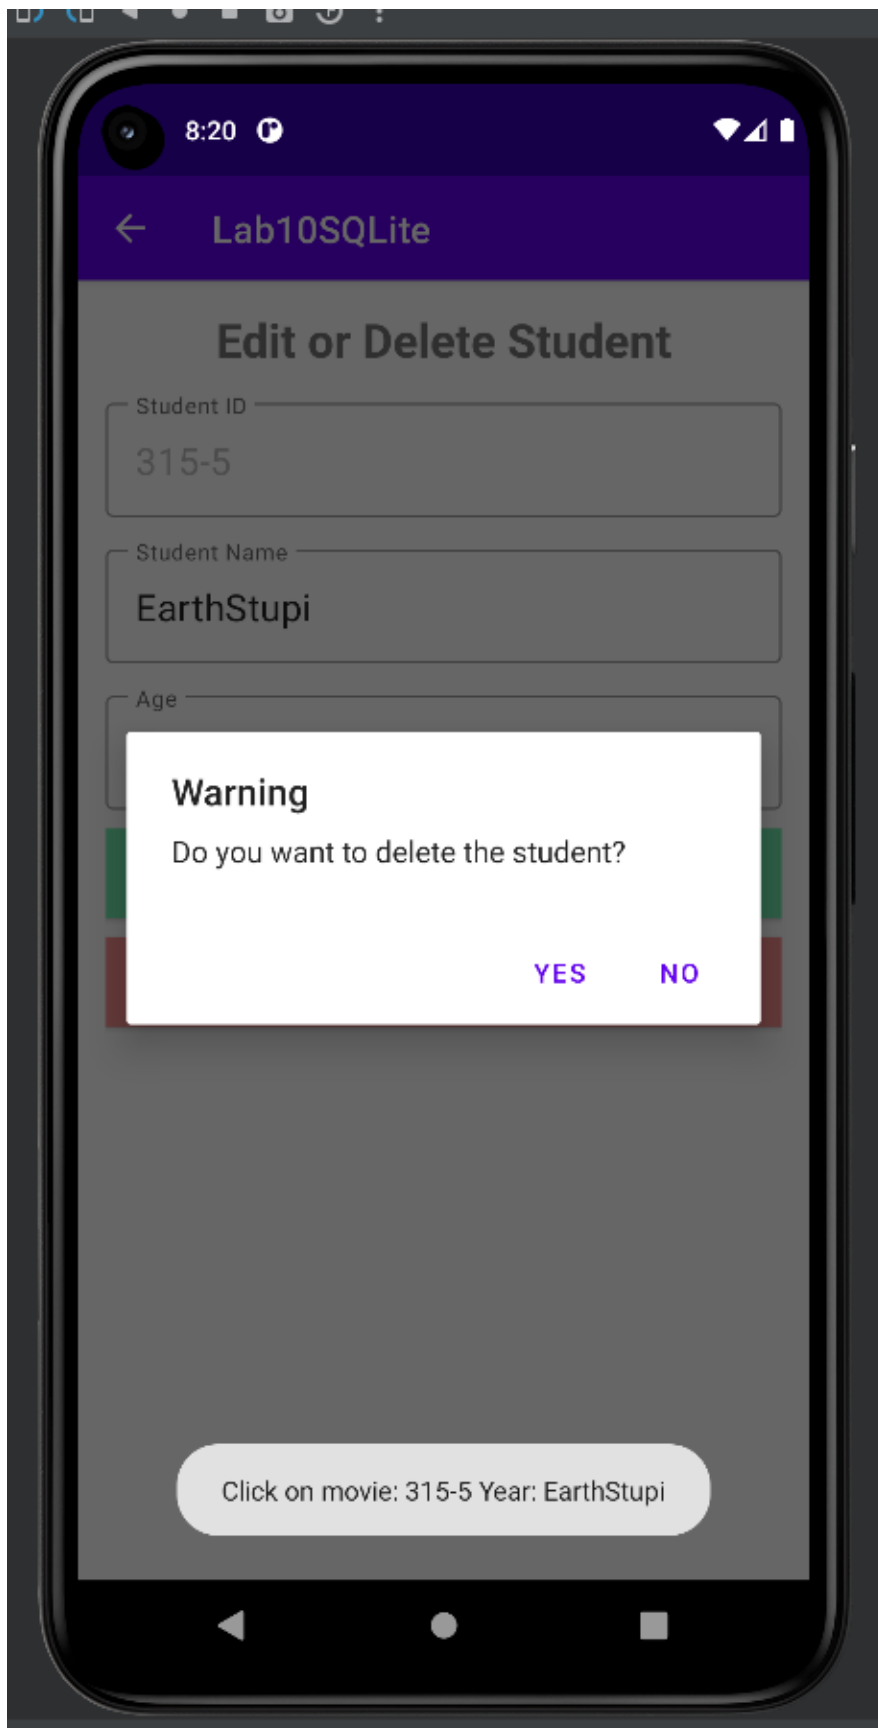 8:20
Lab10SQLite
Edit or Delete Student
Student ID
315-5
Student Name
EarthStupi
Age
Warning
Do you want to delete the student?
YES NO
Click on movie: 315-5 Year: EarthStupi